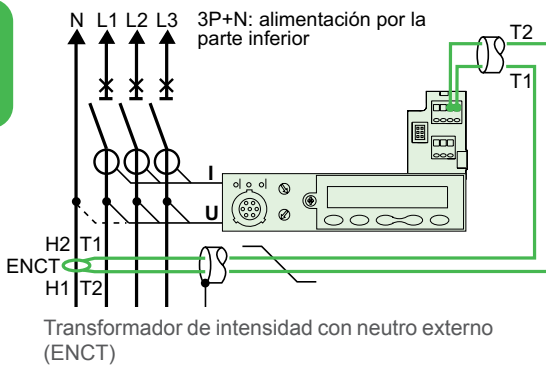 N L1 L2 L3
3P+N: alimentación por la
parte inferior
T2
T1
I
U
H2 T1
ENCT
H1 T2
Transformador de intensidad con neutro externo
(ENCT)